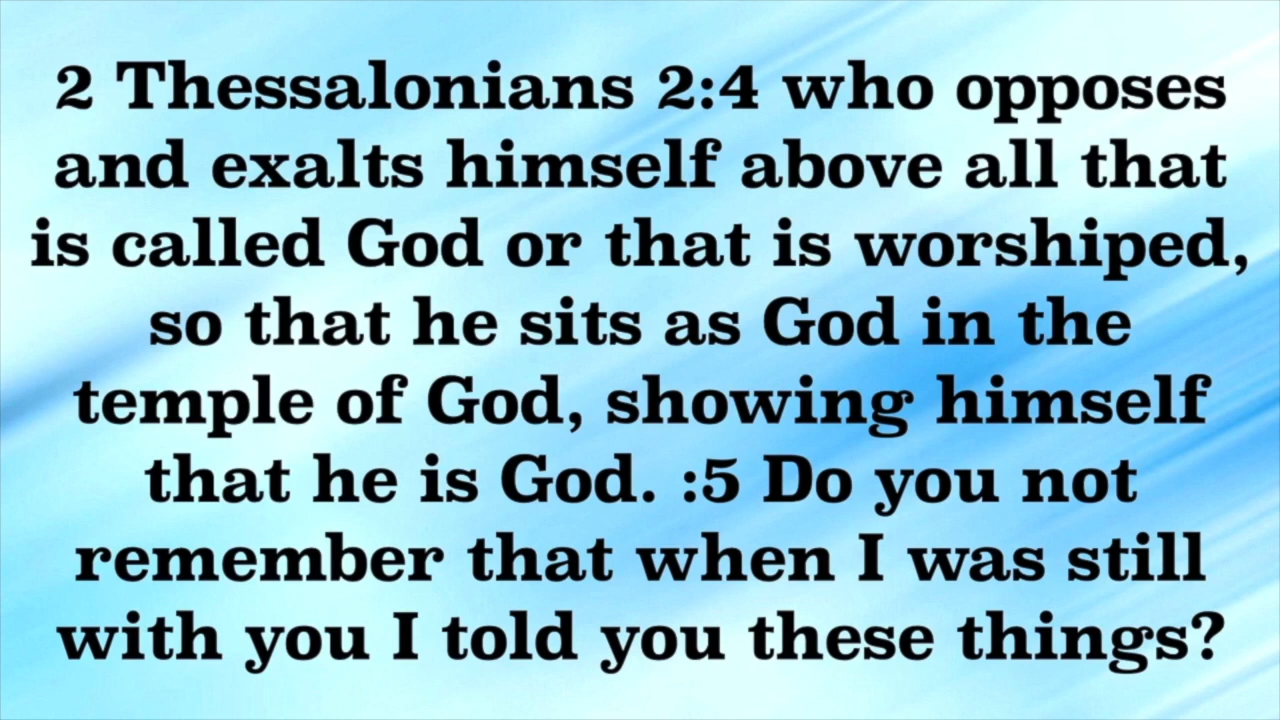 2 Thessalonians 2:4 who opposes
and exalts himself above all that
is called God or that is worshiped,
so that he sits as God in the
temple of God, showing himself
that he is God. :5 Do you not
remember that when I was still
with you I told you these things?